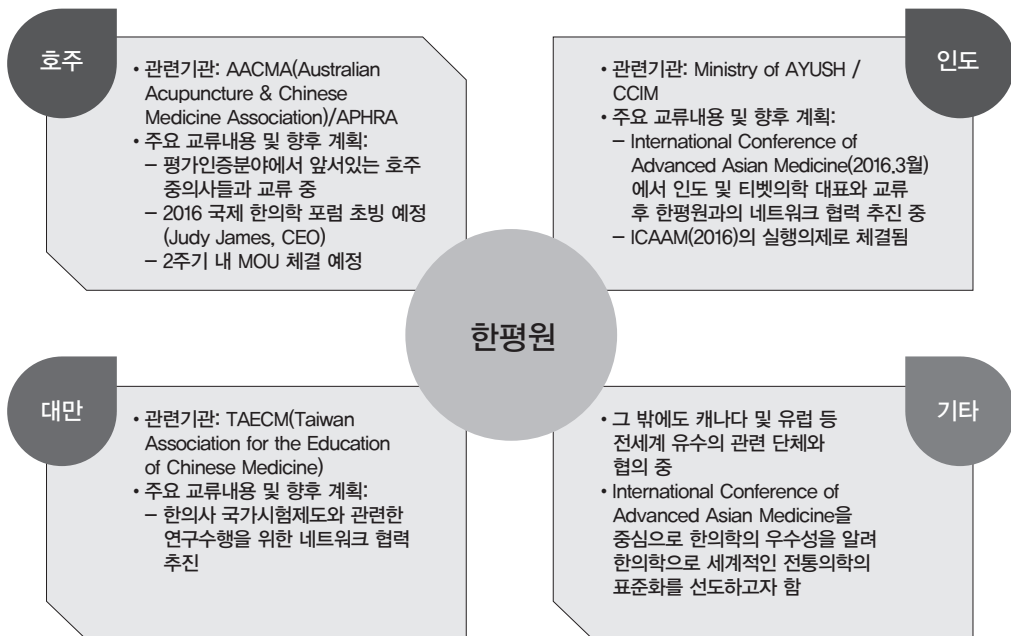 호주
• 관련기관: AACMA(Australian
Acupuncture & Chinese
Medicine Association)/APHRA
• 주요 교류내용 및 향후 계획:
– 평가인증분야에서 앞서있는 호주
중의사들과 교류 중
– 2016 국제 한의학 포럼 초빙 예정
(Judy James, CEO)
– 2주기 내 MOU 체결 예정
인도
• 관련기관: Ministry of AYUSH /
CCIM
• 주요 교류내용 및 향후 계획:
– International Conference of
Advanced Asian Medicine(2016.3월)
에서 인도 및 티벳의학 대표와 교류
후 한평원과의 네트워크 협력 추진 중
– ICAAM(2016)의 실행의제로 체결됨
한평원
대만
• 관련기관: TAECM(Taiwan
Association for the Education
of Chinese Medicine)
• 주요 교류내용 및 향후 계획:
– 한의사 국가시험제도와 관련한
연구수행을 위한 네트워크 협력
추진
기타
• 그 밖에도 캐나다 및 유럽 등
전세계 유수의 관련 단체와
협의 중
• International Conference of
Advanced Asian Medicine을
중심으로 한의학의 우수성을 알려
한의학으로 세계적인 전통의학의
표준화를 선도하고자 함